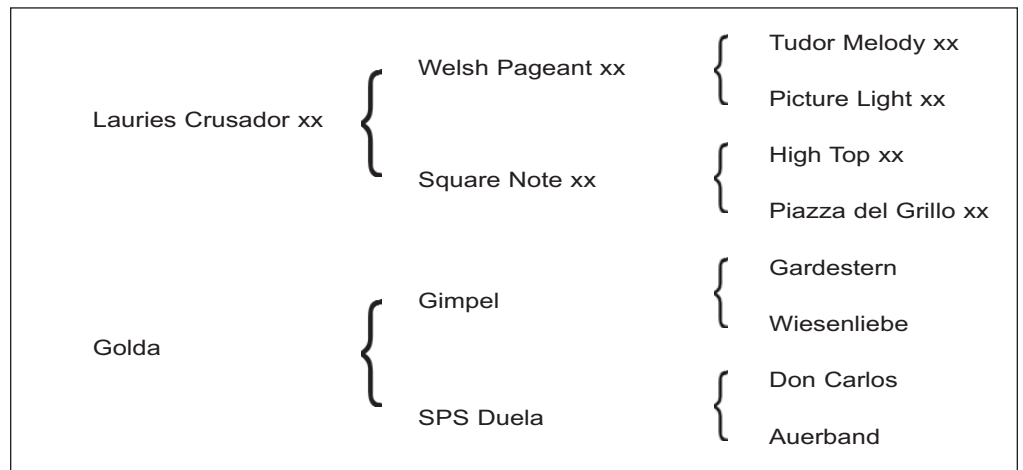 Lauries Crusador xx
Welsh Pageant xx
Tudor Melody xx
Picture Light xx
Square Note xx
High Top xx
Piazza del Grillo xx
Golda
Gimpel
Gardestern
Wiesenliebe
SPS Duela
Don Carlos
Auerband